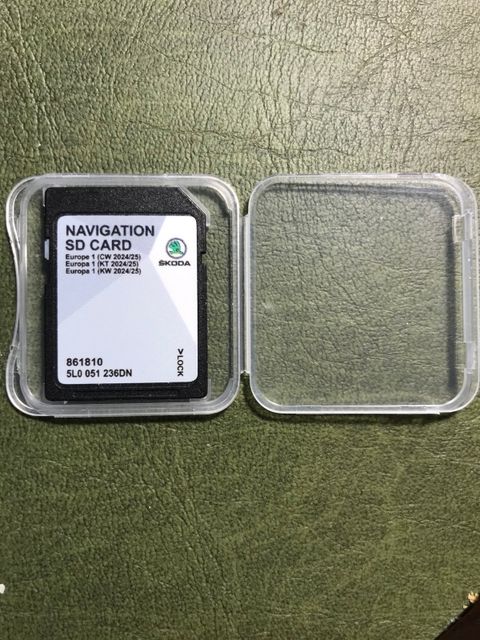 NAVIGATION
SD CARD
Europe 1 (CW 2024/25)
Europa 1 (KT 2024/25)
Europa 1 (KW 2024/25)
ŠKODA
861810
5L0 051 236DN
>LOCK